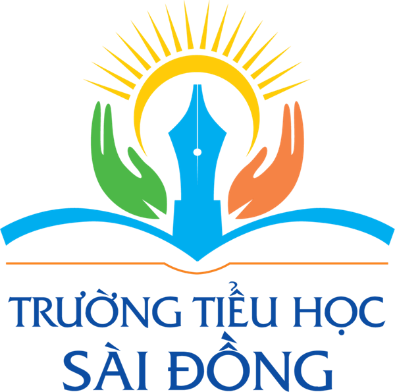 TRƯỜNG TIỂU HỌC
SÀI ĐỒNG